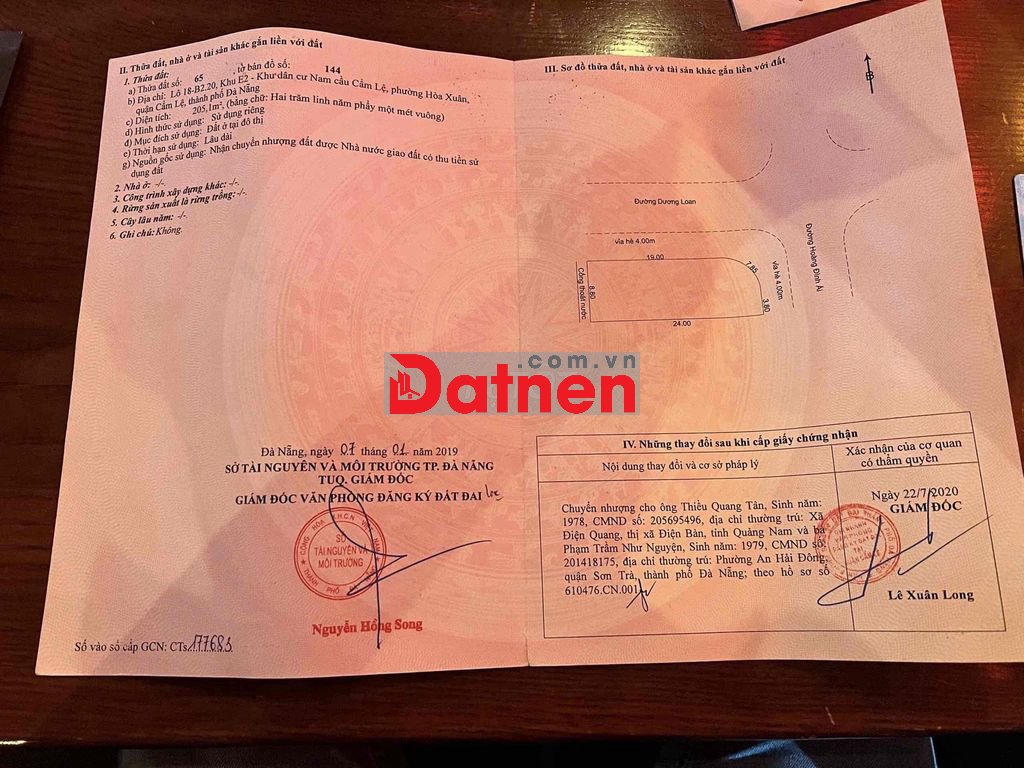 II. Thửa đất, nhà ở và tài sản khác gắn liền với đất
1. Thửa đất:
a) Thửa đất số: 65 , tờ bản đồ số: 144
b) Địa chỉ: Lô 18-B2.20, Khu E2 - Khu dân cư Nam cầu Cẩm Lệ, phường Hòa Xuân,
quận Cẩm Lệ, thành phố Đà Nẵng
c) Diện tích: 205,1m², (bằng chữ: Hai trăm linh năm phẩy một mét vuông)
d) Hình thức sử dụng: Sử dụng riêng
đ) Mục đích sử dụng: Đất ở tại đô thị
e) Thời hạn sử dụng: Lâu dài
g) Nguồn gốc sử dụng: Nhận chuyển nhượng đất được Nhà nước giao đất có thu tiền sử
dụng đất
2. Nhà ở: -/-.
3. Công trình xây dựng khác: -/-.
4. Rừng sản xuất là rừng trồng: -/-.
5. Cây lâu năm: -/-.
6. Ghi chú: Không.
Đà Nẵng, ngày 07 tháng 01 năm 2019
SỞ TÀI NGUYÊN VÀ MÔI TRƯỜNG TP. ĐÀ NẴNG
TUQ. GIÁM ĐỐC
GIÁM ĐỐC VĂN PHÒNG ĐĂNG KÝ ĐẤT ĐAI
SỞ
TÀI NGUYÊN VÀ
MÔI TRƯỜNG
Nguyễn Hồng Song
Số vào sổ cấp GCN: CTs 177683
III. Sơ đồ thửa đất, nhà ở và tài sản khác gắn liền với đất
B
Đường Dương Loan
vỉa hè 4.00m
19.00
7.85
vỉa hè 4.00m
Đường Hoàng Đình Ái
Cống thoát nước
8.80
3.80
24.00
.com.vn
Datnen
IV. Những thay đổi sau khi cấp giấy chứng nhận
Nội dung thay đổi và cơ sở pháp lý
Xác nhận của cơ quan
có thẩm quyền
Chuyển nhượng cho ông Thiều Quang Tân, Sinh năm:
1978, CMND số: 205695496, địa chỉ thường trú: Xã
Điện Quang, thị xã Điện Bàn, tỉnh Quảng Nam và bà
Phạm Trầm Như Nguyện, Sinh năm: 1979, CMND số:
201418175, địa chỉ thường trú: Phường An Hải Đông,
quận Sơn Trà, thành phố Đà Nẵng; theo hồ sơ số
610476.CN.001
Ngày 22/7/2020
GIÁM ĐỐC
Lê Xuân Long